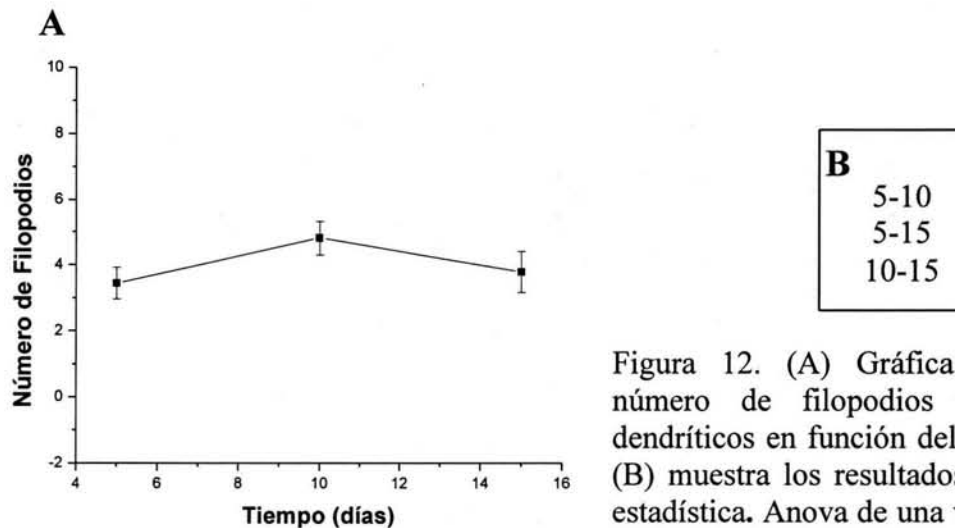 A
10
8
6
4
2
0
-2
4 6 8 10 12 14 16
Número de Filopodios
Tiempo (días)
B
5-10
5-15
10-15
Figura 12. (A) Gráfica
número de filopodios
dendríticos en función del
(B) muestra los resultados
estadística. Anova de una